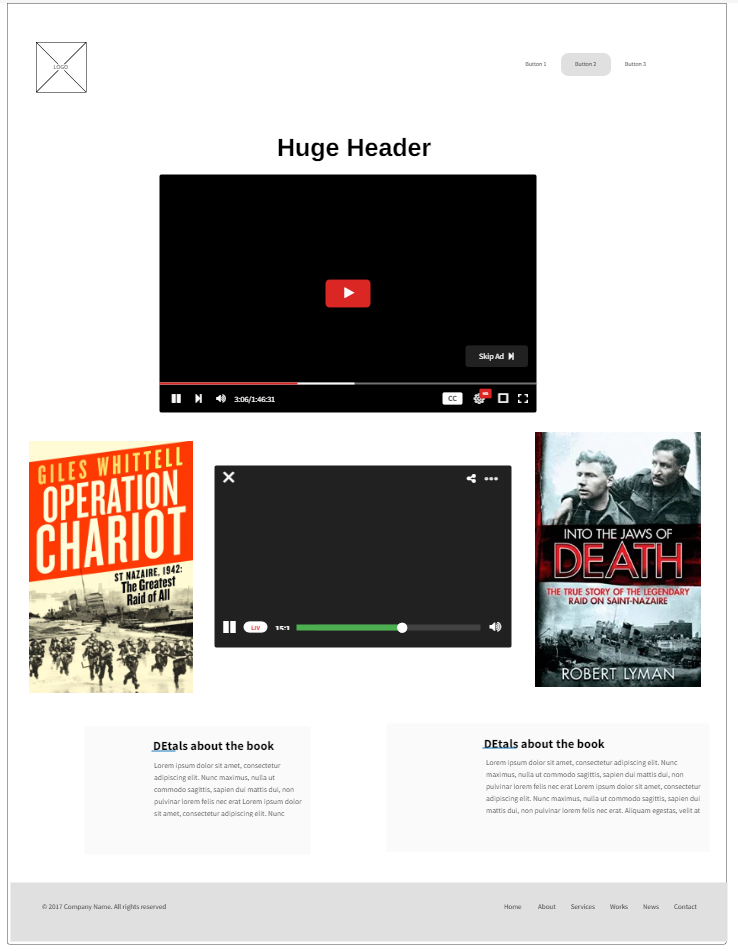 LOGO
Button 1 Button 2 Button 3
Huge Header
Skip Ad
3:06/1:46:31
CC
HD
GILES WHITTELL
OPERATION
CHARIOT
ST NAZAIRE, 1942:
The Greatest
Raid of All
LIV
INTO THE JAWS OF
DEATH
THE TRUE STORY OF THE LEGENDARY
RAID ON SAINT-NAZAIRE
ROBERT LYMAN
DEtals about the book
Lorem ipsum dolor sit amet, consectetur
adipiscing elit. Nunc maximus, nulla ut
commodo sagittis, sapien dui mattis dui, non
pulvinar lorem felis nec erat Lorem ipsum dolor
sit amet, consectetur adipiscing elit. Nunc
DEtals about the book
Lorem ipsum dolor sit amet, consectetur adipiscing elit. Nunc
maximus, nulla ut commodo sagittis, sapien dui mattis dui, non
pulvinar lorem felis nec erat Lorem ipsum dolor sit amet, consectetur
adipiscing elit. Nunc maximus, nulla ut commodo sagittis, sapien dui
mattis dui, non pulvinar lorem felis nec erat. Aliquam egestas, velit at
© 2017 Company Name. All rights reserved
Home About Services Works News Contact